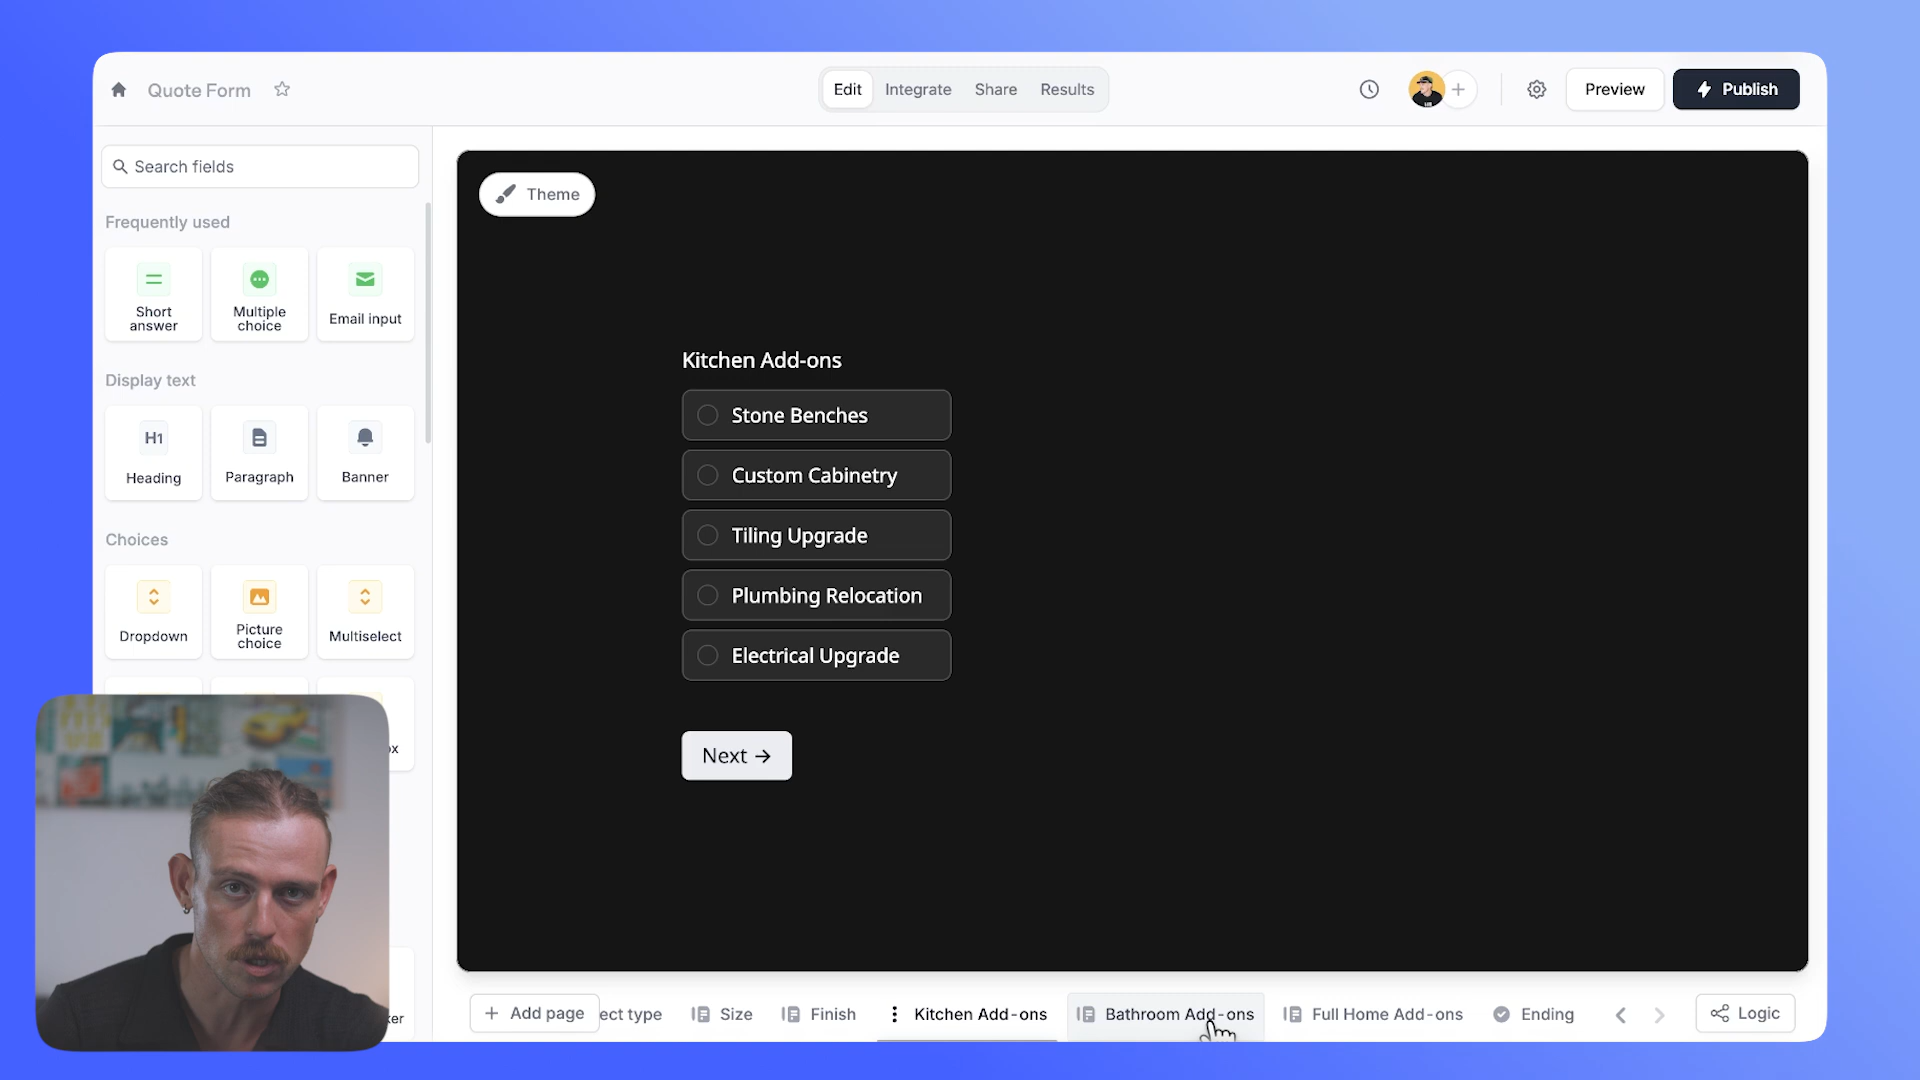 Quote Form
Edit Integrate Share Results
Preview
Publish
Search fields
Frequently used
Short answer
Multiple choice
Email input
Display text
H1
Heading
Paragraph
Banner
Choices
Dropdown
Picture choice
Multiselect
x
ker
Theme
Kitchen Add-ons
Stone Benches
Custom Cabinetry
Tiling Upgrade
Plumbing Relocation
Electrical Upgrade
Next →
Add page ect type Size Finish Kitchen Add-ons Bathroom Add-ons Full Home Add-ons Ending Logic